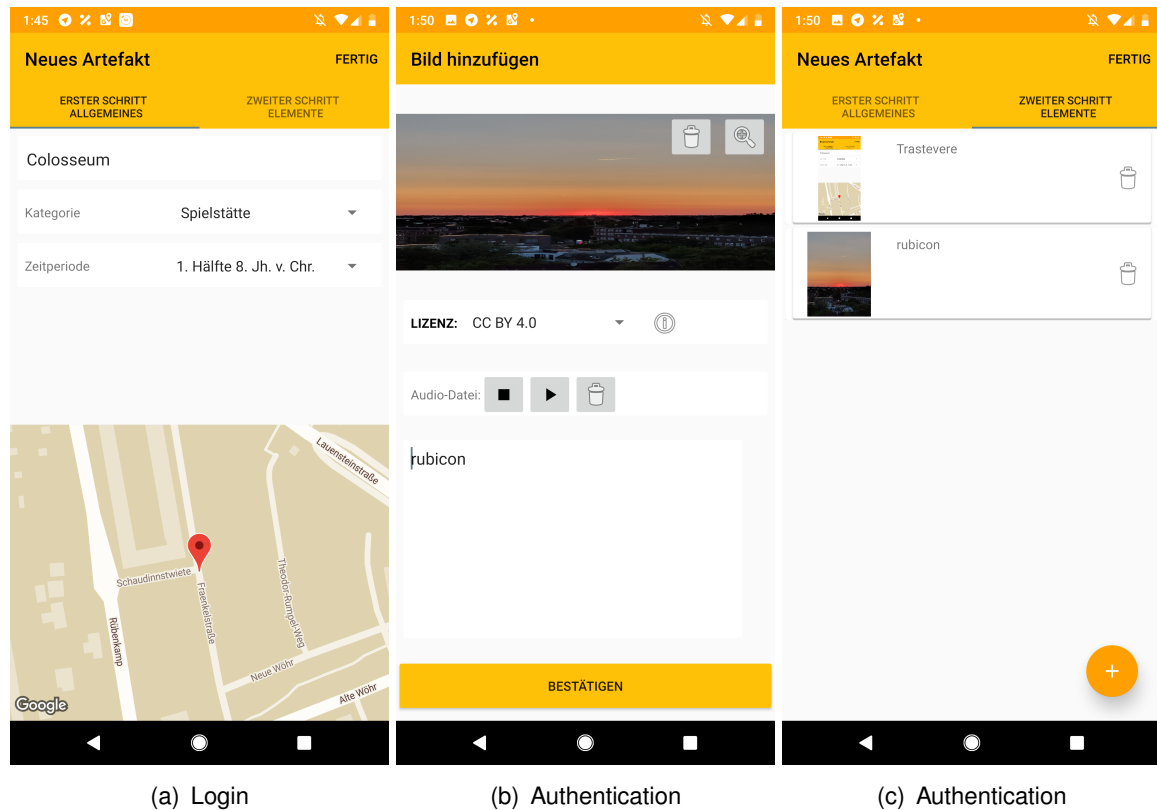 1:45
Neues Artefakt
FERTIG
ERSTER SCHRITT
ALLGEMEINES
ZWEITER SCHRITT
ELEMENTE
Colosseum
Kategorie
Spielstätte
Zeitperiode
1. Hälfte 8. Jh. v. Chr.
Lauensteinstraße
Schaudinnstwiete
Fraenkelstraße
Theodor-Rumpel-Weg
Rübenkamp
Neue Wöhr
Alte Wöhr
Google
(a) Login
1:50
Bild hinzufügen
LIZENZ: CC BY 4.0
Audio-Datei:
rubicon
BESTÄTIGEN
(b) Authentication
1:50
Neues Artefakt
FERTIG
ERSTER SCHRITT
ALLGEMEINES
ZWEITER SCHRITT
ELEMENTE
Trastevere
rubicon
+
(c) Authentication